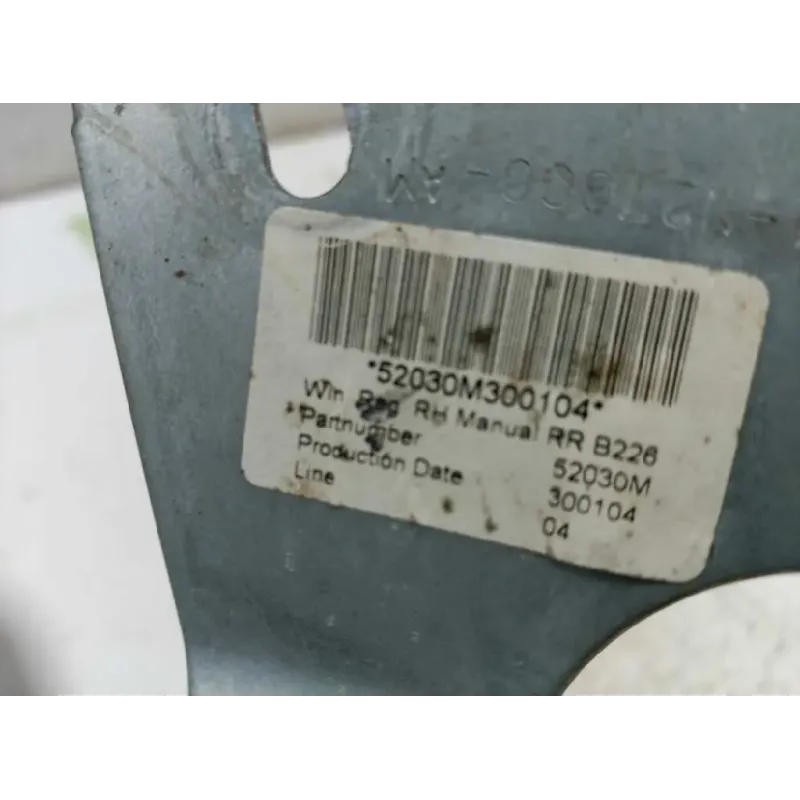 *52030M300104*
Win Reg RH Manual RR B226
*Partnumber 52030M
Production Date 300104
Line 04